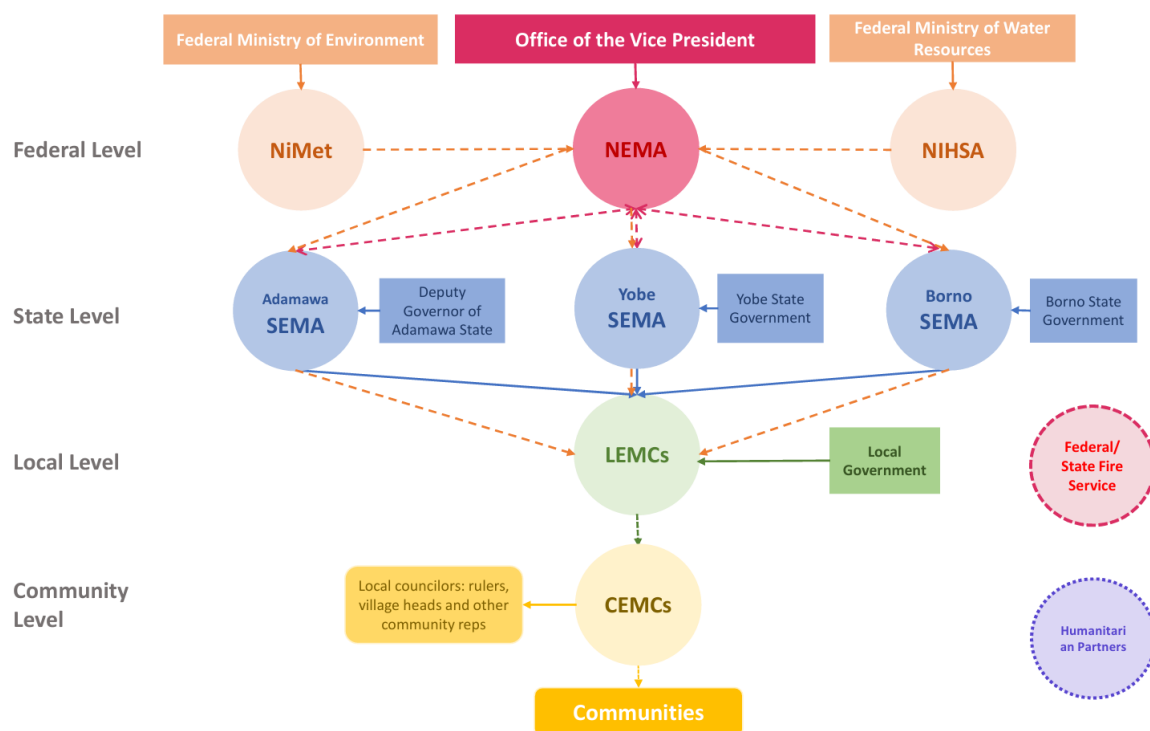 Federal Ministry of Environment
Office of the Vice President
Federal Ministry of Water
Resources
Federal Level
NiMet
NEMA
NIHSA
State Level
Adamawa
SEMA
Deputy
Governor of
Adamawa State
Yobe
SEMA
Yobe State
Government
Borno
SEMA
Borno State
Government
Local Level
LEMCs
Local
Government
Federal/
State Fire
Service
Community
Level
Local councilors: rulers,
village heads and other
community reps
CEMCs
Humanitari
an Partners
Communities